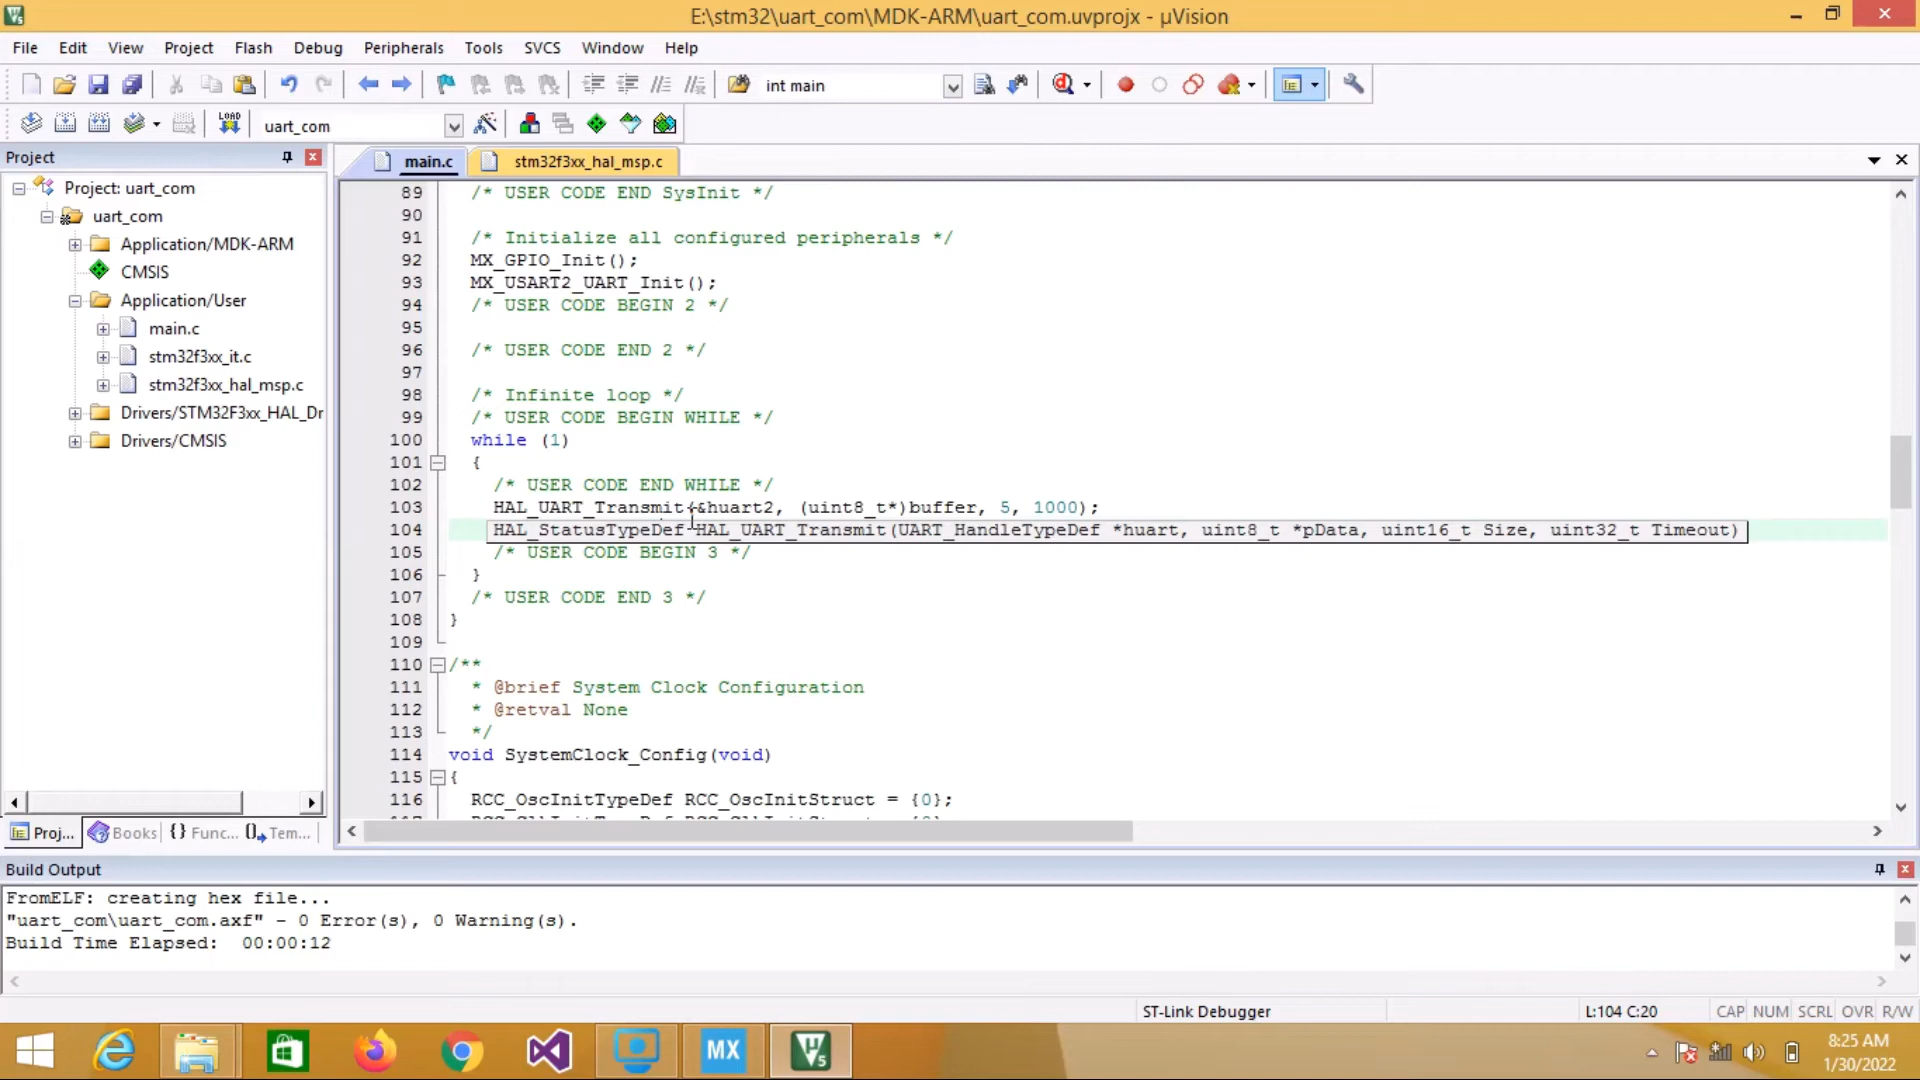 E:\stm32\uart_com\MDK-ARM\uart_com.uvprojx - µVision
File Edit View Project Flash Debug Peripherals Tools SVCS Window Help
int main
LOAD
uart_com
Project
main.c
stm32f3xx_hal_msp.c
Project: uart_com
uart_com
Application/MDK-ARM
CMSIS
Application/User
main.c
stm32f3xx_it.c
stm32f3xx_hal_msp.c
Drivers/STM32F3xx_HAL_Dr
Drivers/CMSIS
Proj... Books {} Func... Tem...
89 /* USER CODE END SysInit */
90
91 /* Initialize all configured peripherals */
92 MX_GPIO_Init();
93 MX_USART2_UART_Init();
94 /* USER CODE BEGIN 2 */
95
96 /* USER CODE END 2 */
97
98 /* Infinite loop */
99 /* USER CODE BEGIN WHILE */
100 while (1)
101 {
102 /* USER CODE END WHILE */
103 HAL_UART_Transmit(&huart2, (uint8_t*)buffer, 5, 1000);
104 HAL_StatusTypeDef HAL_UART_Transmit(UART_HandleTypeDef *huart, uint8_t *pData, uint16_t Size, uint32_t Timeout)
105 /* USER CODE BEGIN 3 */
106 }
107 /* USER CODE END 3 */
108 }
109
110 /**
111 * @brief System Clock Configuration
112 * @retval None
113 */
114 void SystemClock_Config(void)
115 {
116 RCC_OscInitTypeDef RCC_OscInitStruct = {0};
Build Output
FromELF: creating hex file...
"uart_com\uart_com.axf" - 0 Error(s), 0 Warning(s).
Build Time Elapsed:  00:00:12
ST-Link Debugger
L:104 C:20
CAP NUM SCRL OVR R/W
MX
8:25 AM
1/30/2022